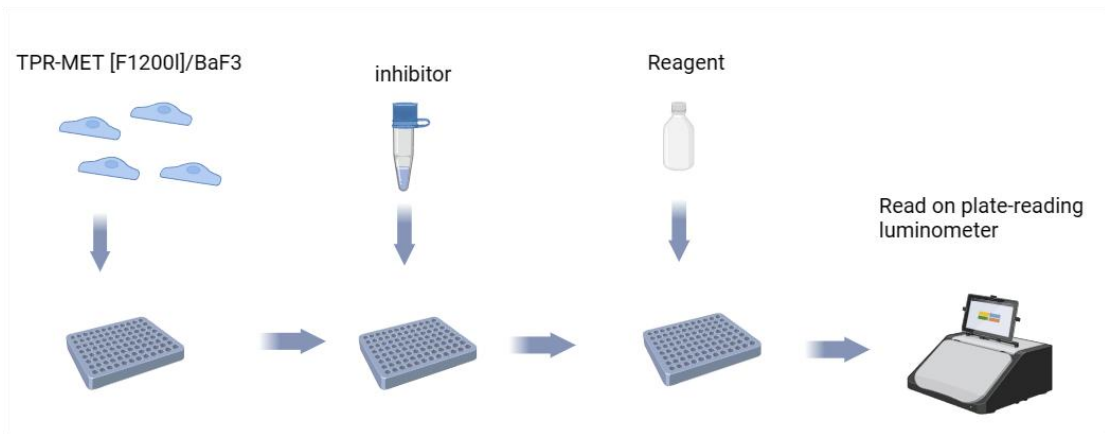 TPR-MET [F1200I]/BaF3
inhibitor
Reagent
Read on plate-reading
luminometer